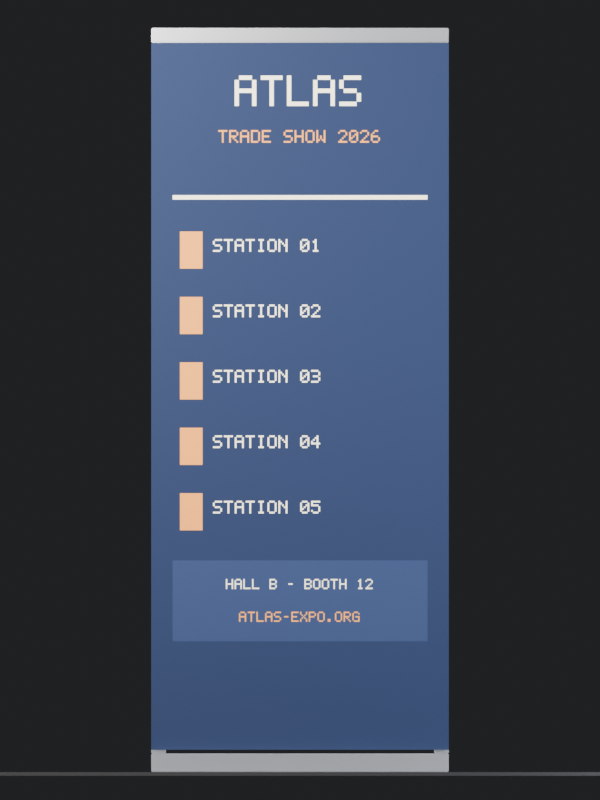 ATLAS
TRADE SHOW 2026
STATION 01
STATION 02
STATION 03
STATION 04
STATION 05
HALL B - BOOTH 12
ATLAS-EXPO.ORG